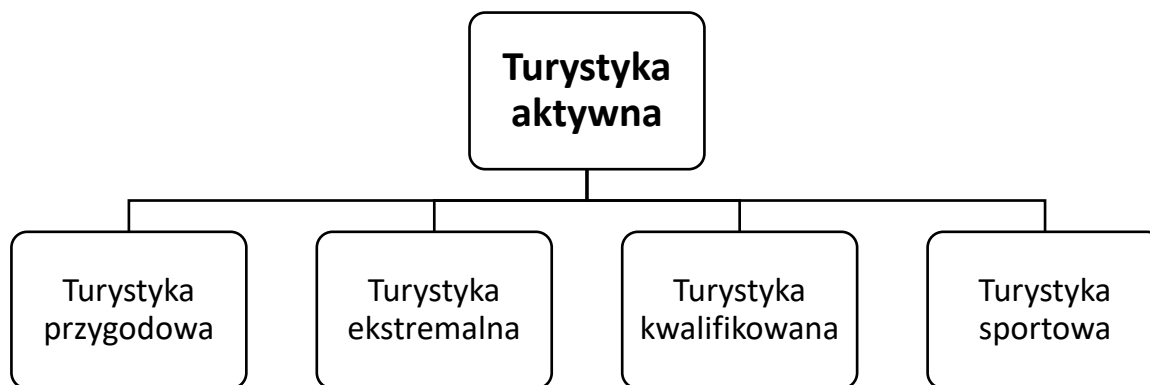 Turystyka
aktywna
Turystyka
przygodowa
Turystyka
ekstremalna
Turystyka
kwalifikowana
Turystyka
sportowa